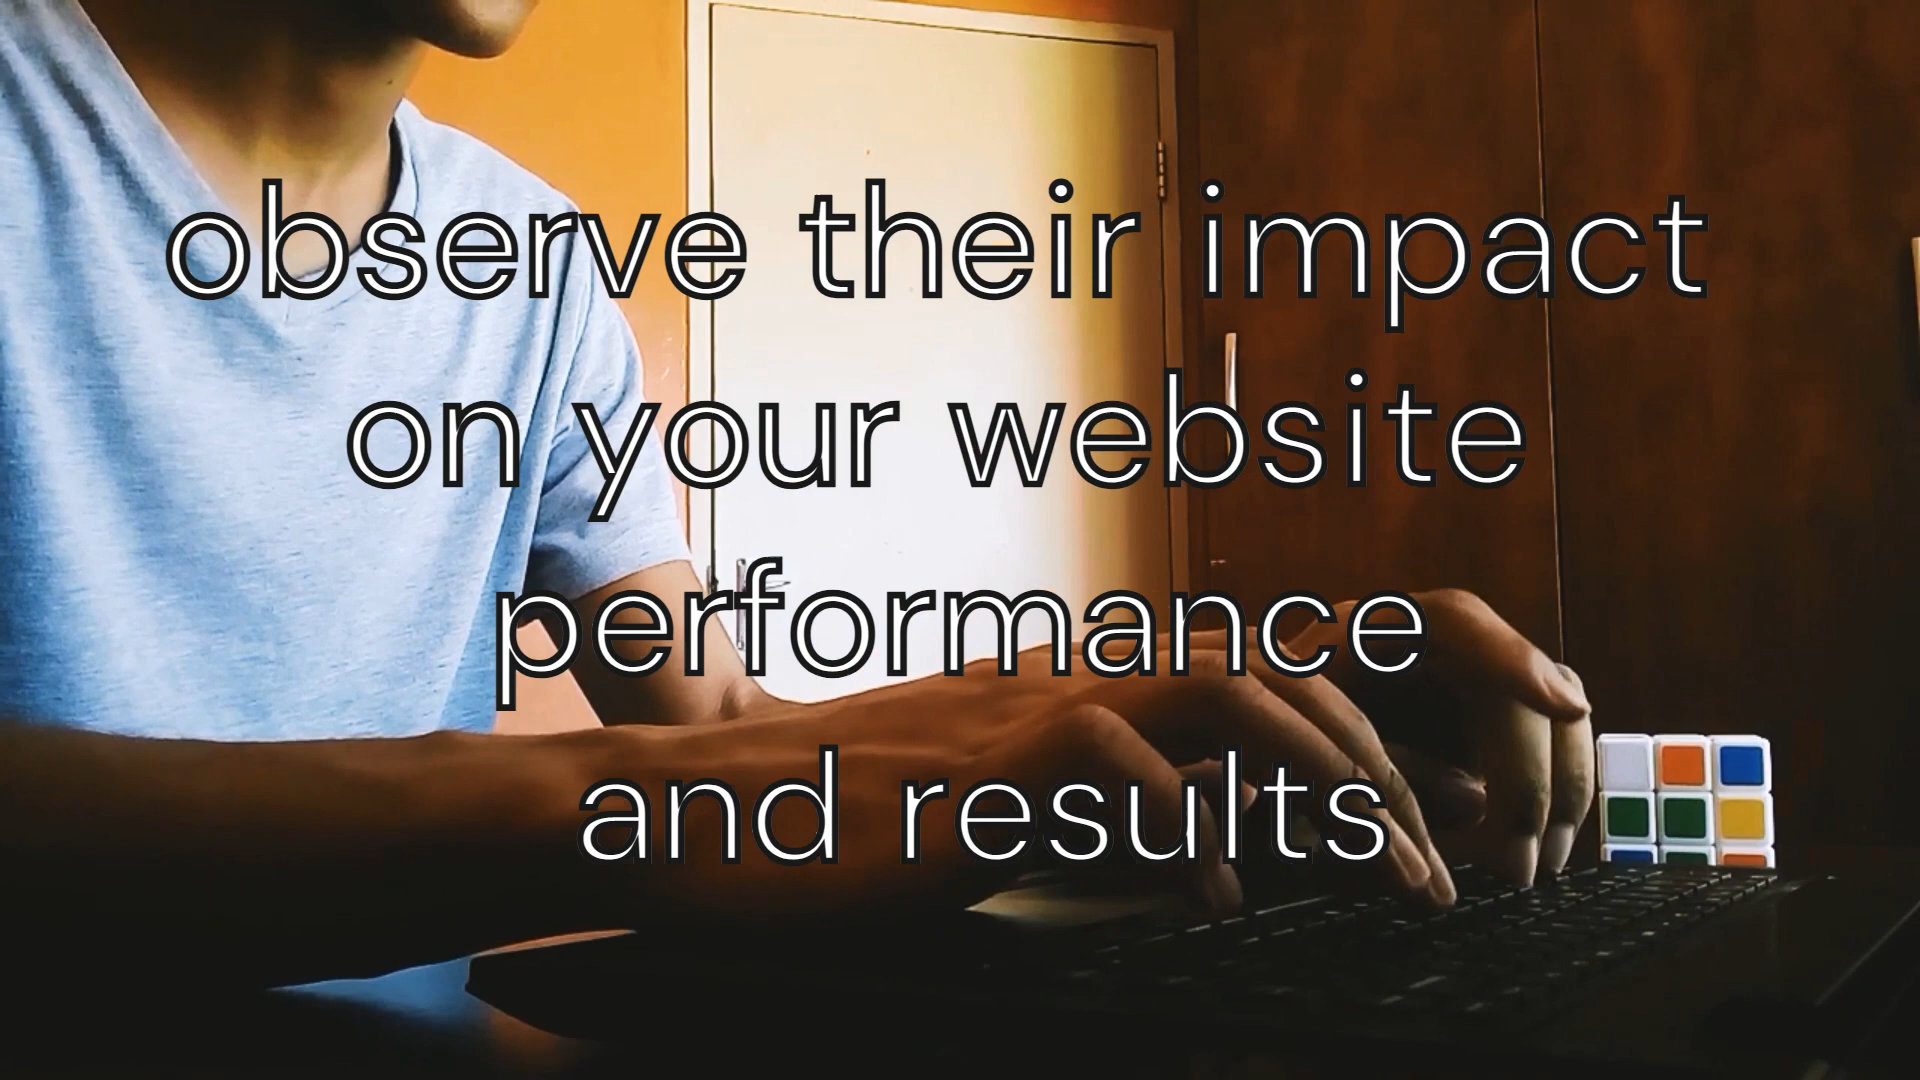 observe their impact
on your website
performance
and results